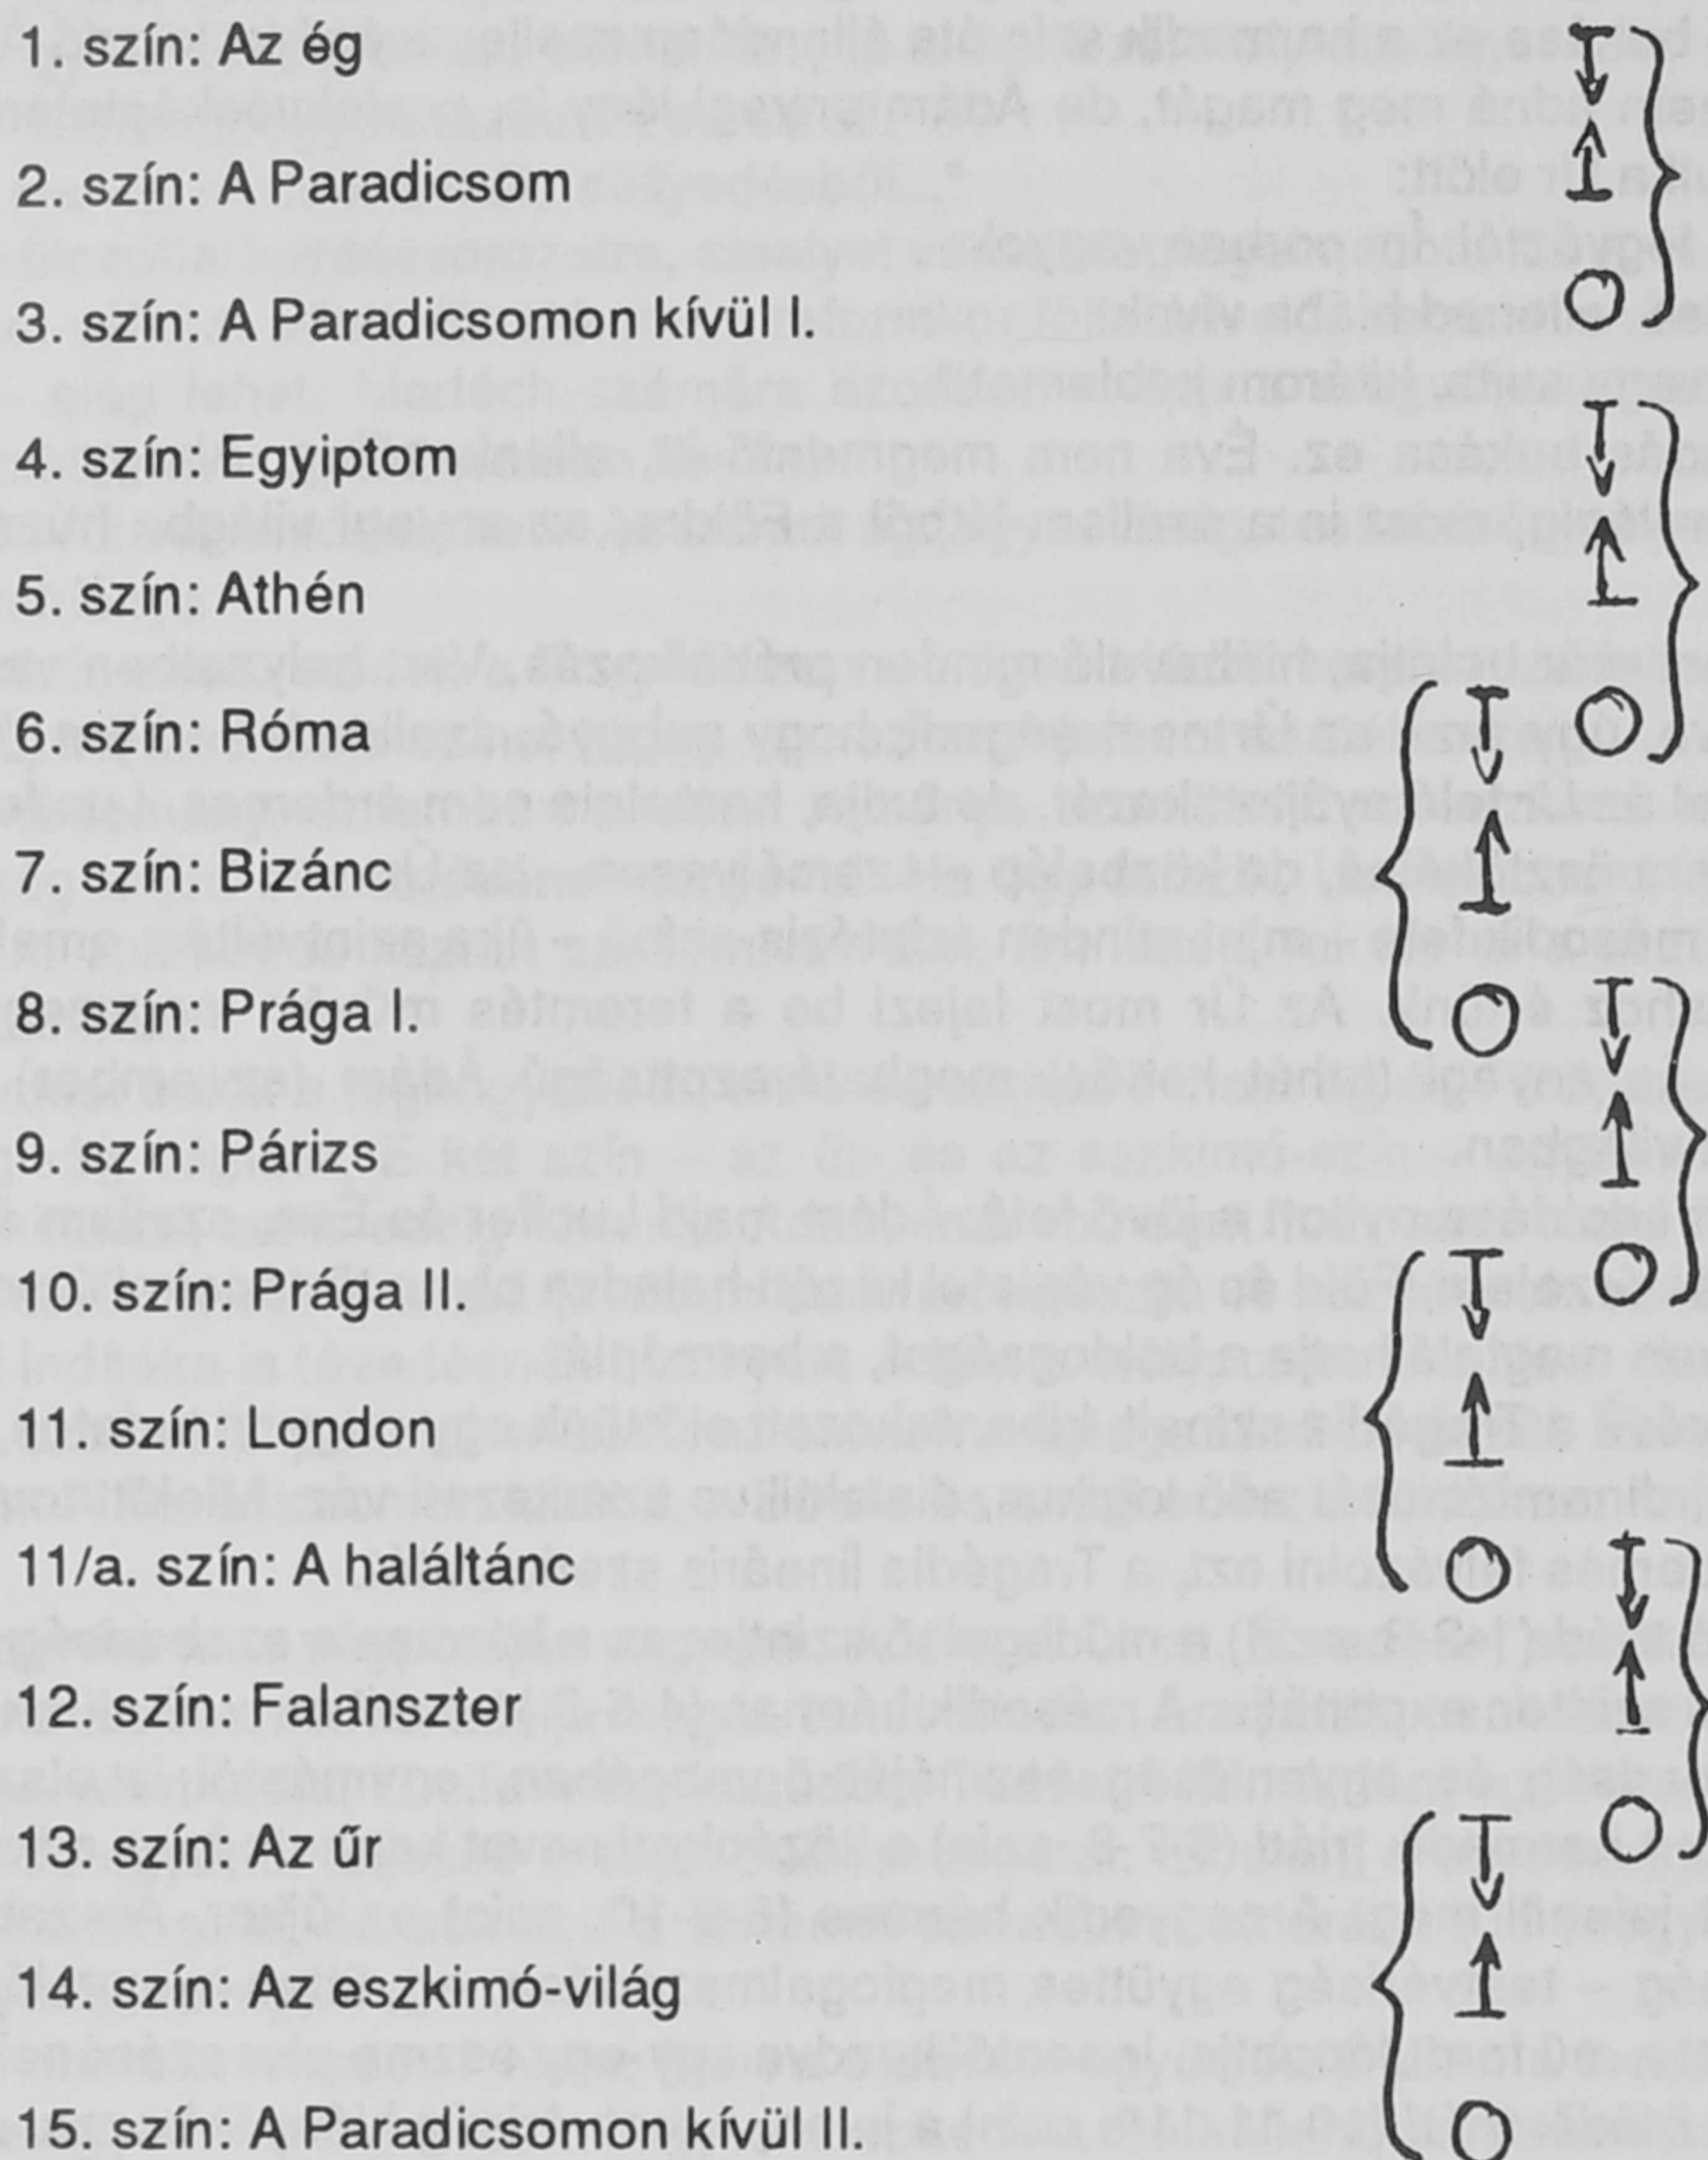 1. szín: Az ég
2. szín: A Paradicsom
3. szín: A Paradicsomon kívül I.
4. szín: Egyiptom
5. szín: Athén
6. szín: Róma
7. szín: Bizánc
8. szín: Prága I.
9. szín: Párizs
10. szín: Prága II.
11. szín: London
11/a. szín: A haláltánc
12. szín: Falanszter
13. szín: Az űr
14. szín: Az eszkimó-világ
15. szín: A Paradicsomon kívül II.